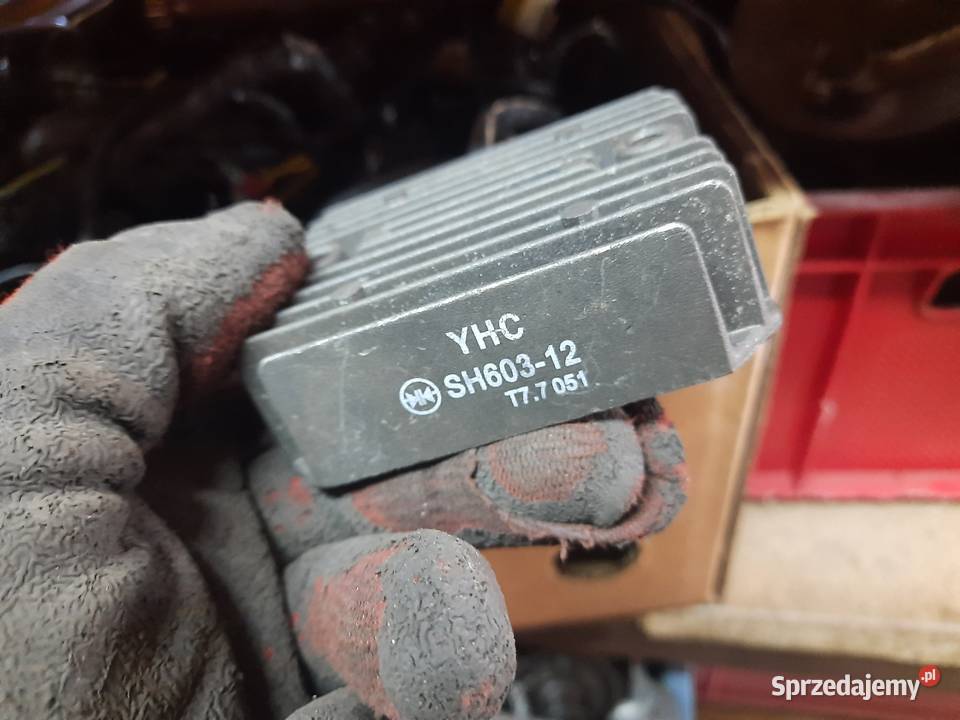 YHC
SH603-12
T7.7 051
Sprzedajemy.pl